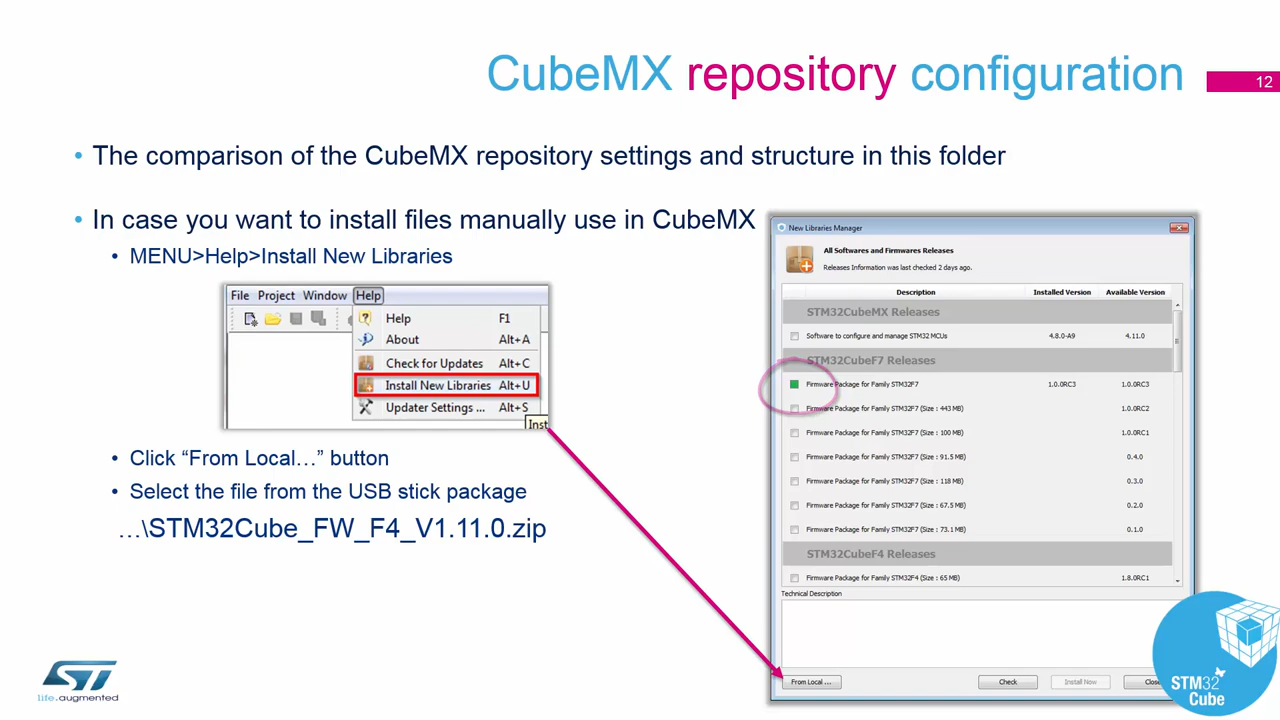 CubeMX repository configuration
12
• The comparison of the CubeMX repository settings and structure in this folder
• In case you want to install files manually use in CubeMX
• MENU>Help>Install New Libraries
File Project Window Help
Help F1
About Alt+A
Check for Updates Alt+C
Install New Libraries Alt+U
Updater Settings ... Alt+S
Inst
• Click “From Local…” button
• Select the file from the USB stick package
…\STM32Cube_FW_F4_V1.11.0.zip
New Libraries Manager
All Softwares and Firmwares Releases
Releases Information was last checked 2 days ago.
Description Installed Version Available Version
STM32CubeMX Releases
Software to configure and manage STM32 MCUs 4.8.0-A9 4.11.0
STM32CubeF7 Releases
Firmware Package for Family STM32F7 1.0.0RC3 1.0.0RC3
Firmware Package for Family STM32F7 (Size : 443 MB) 1.0.0RC2
Firmware Package for Family STM32F7 (Size : 100 MB) 1.0.0RC1
Firmware Package for Family STM32F7 (Size : 91.5 MB) 0.4.0
Firmware Package for Family STM32F7 (Size : 118 MB) 0.3.0
Firmware Package for Family STM32F7 (Size : 67.5 MB) 0.2.0
Firmware Package for Family STM32F7 (Size : 73.1 MB) 0.1.0
STM32CubeF4 Releases
Firmware Package for Family STM32F4 (Size : 65 MB) 1.8.0RC1
Technical Description
From Local ... Check Install Now Close
ST
life.augmented
STM32
Cube